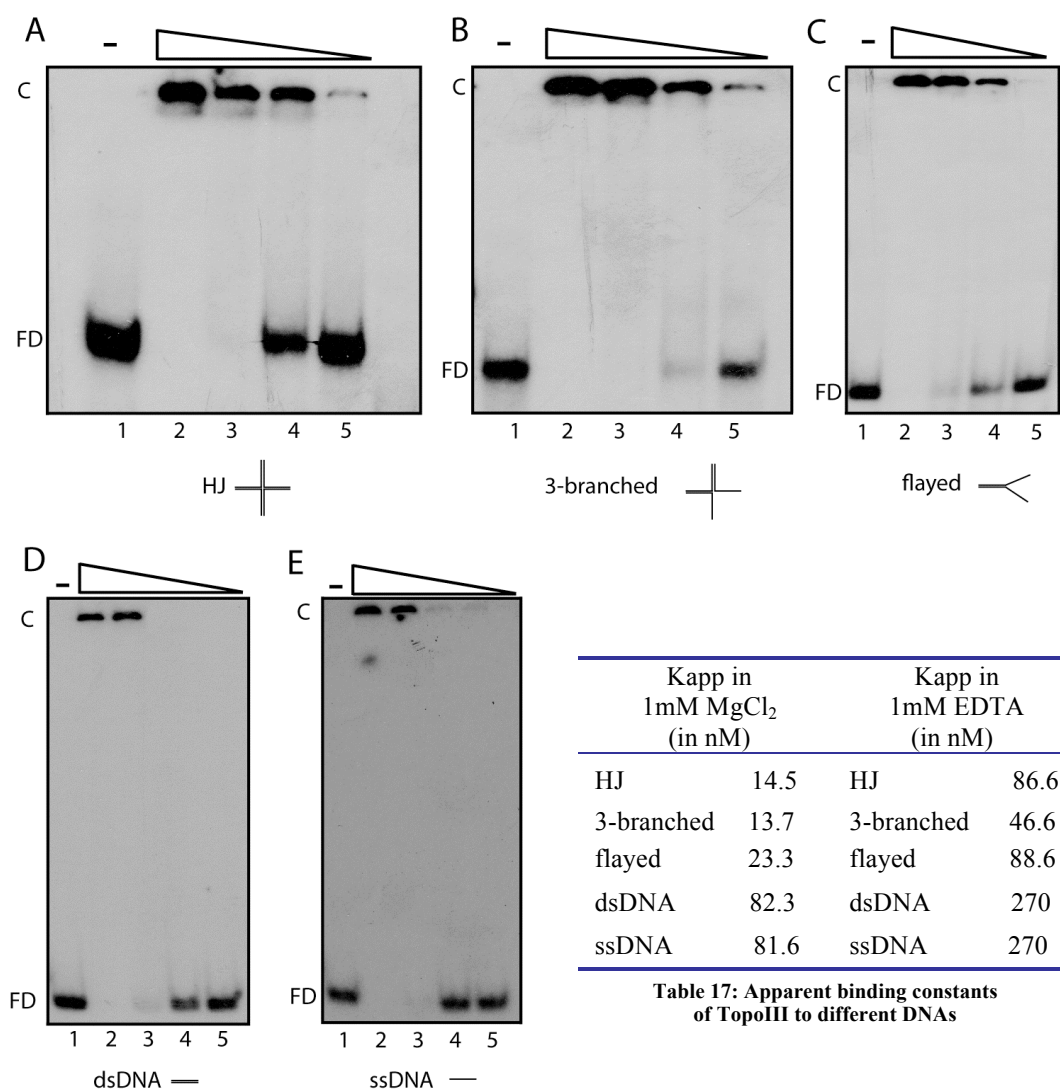 A
–
C
FD
1 2 3 4 5
HJ
B
–
C
FD
1 2 3 4 5
3-branched
C
–
C
FD
1 2 3 4 5
flayed
D
–
C
FD
1 2 3 4 5
dsDNA
E
–
C
FD
1 2 3 4 5
ssDNA
Kapp in 1mM MgCl₂ (in nM) Kapp in 1mM EDTA (in nM)
HJ 14.5 HJ 86.6
3-branched 13.7 3-branched 46.6
flayed 23.3 flayed 88.6
dsDNA 82.3 dsDNA 270
ssDNA 81.6 ssDNA 270
Table 17: Apparent binding constants
of TopoIII to different DNAs